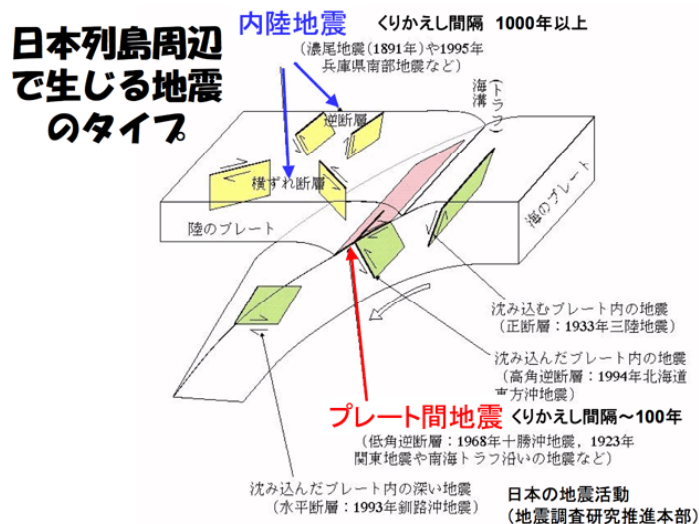 日本列島周辺
で生じる地震
のタイプ
内陸地震 くりかえし間隔 1000年以上
(濃尾地震(1891年)や1995年
兵庫県南部地震など)
海溝
(トラフ)
逆断層
横ずれ断層
陸のプレート
海のプレート
沈み込むプレート内の地震
(正断層:1933年三陸地震)
沈み込んだプレート内の地震
(高角逆断層:1994年北海道
東方沖地震)
プレート間地震 くりかえし間隔~100年
(低角逆断層:1968年十勝沖地震, 1923年
関東地震や南海トラフ沿いの地震など)
沈み込んだプレート内の深い地震
(水平断層:1993年釧路沖地震)
日本の地震活動
(地震調査研究推進本部)